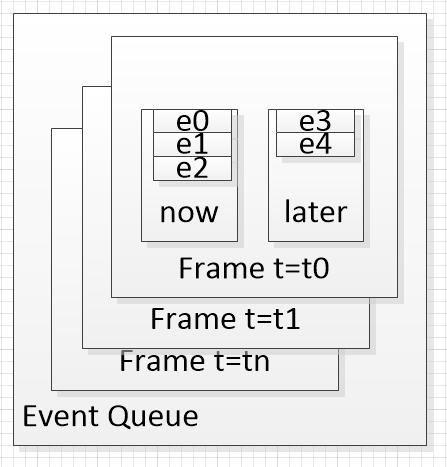 e0
e1
e2
now
e3
e4
later
Frame t=t0
Frame t=t1
Frame t=tn
Event Queue